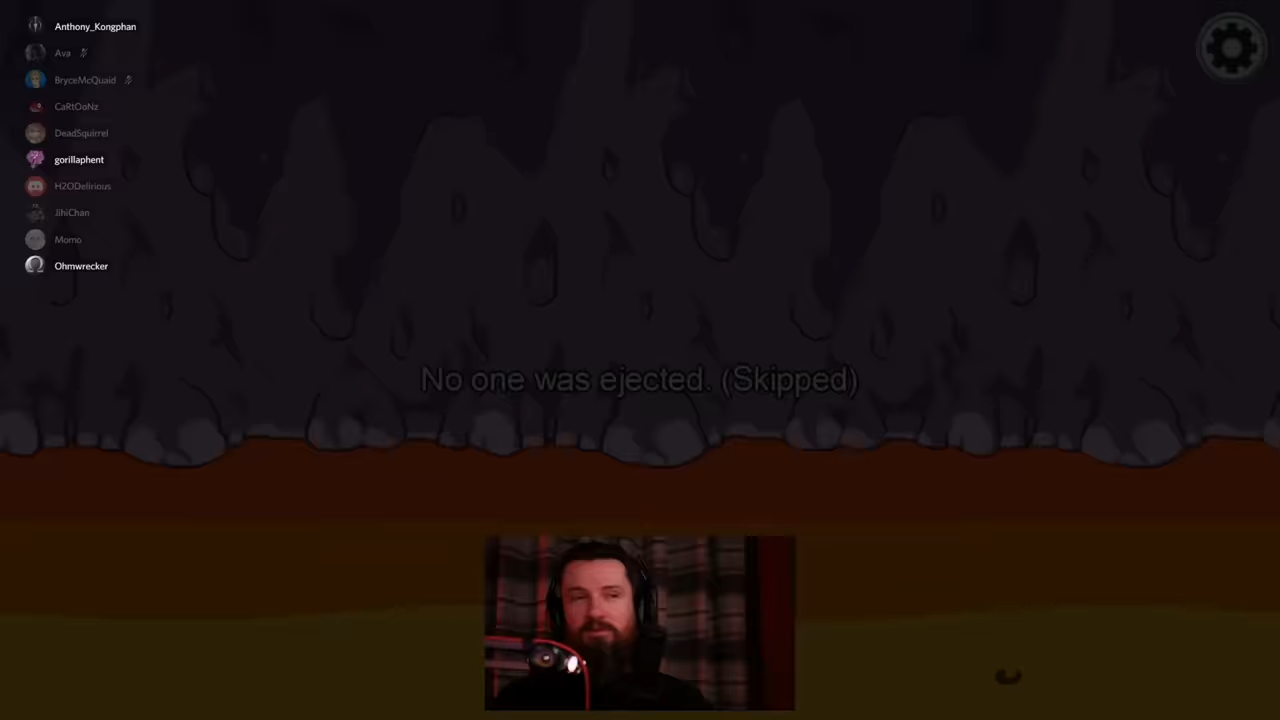 Anthony_Kongphan
Ava
BryceMcQuaid
CaRtOoNz
DeadSquirrel
gorillaphent
H2ODelirious
JihiChan
Momo
Ohmwrecker
No one was ejected. (Skipped)